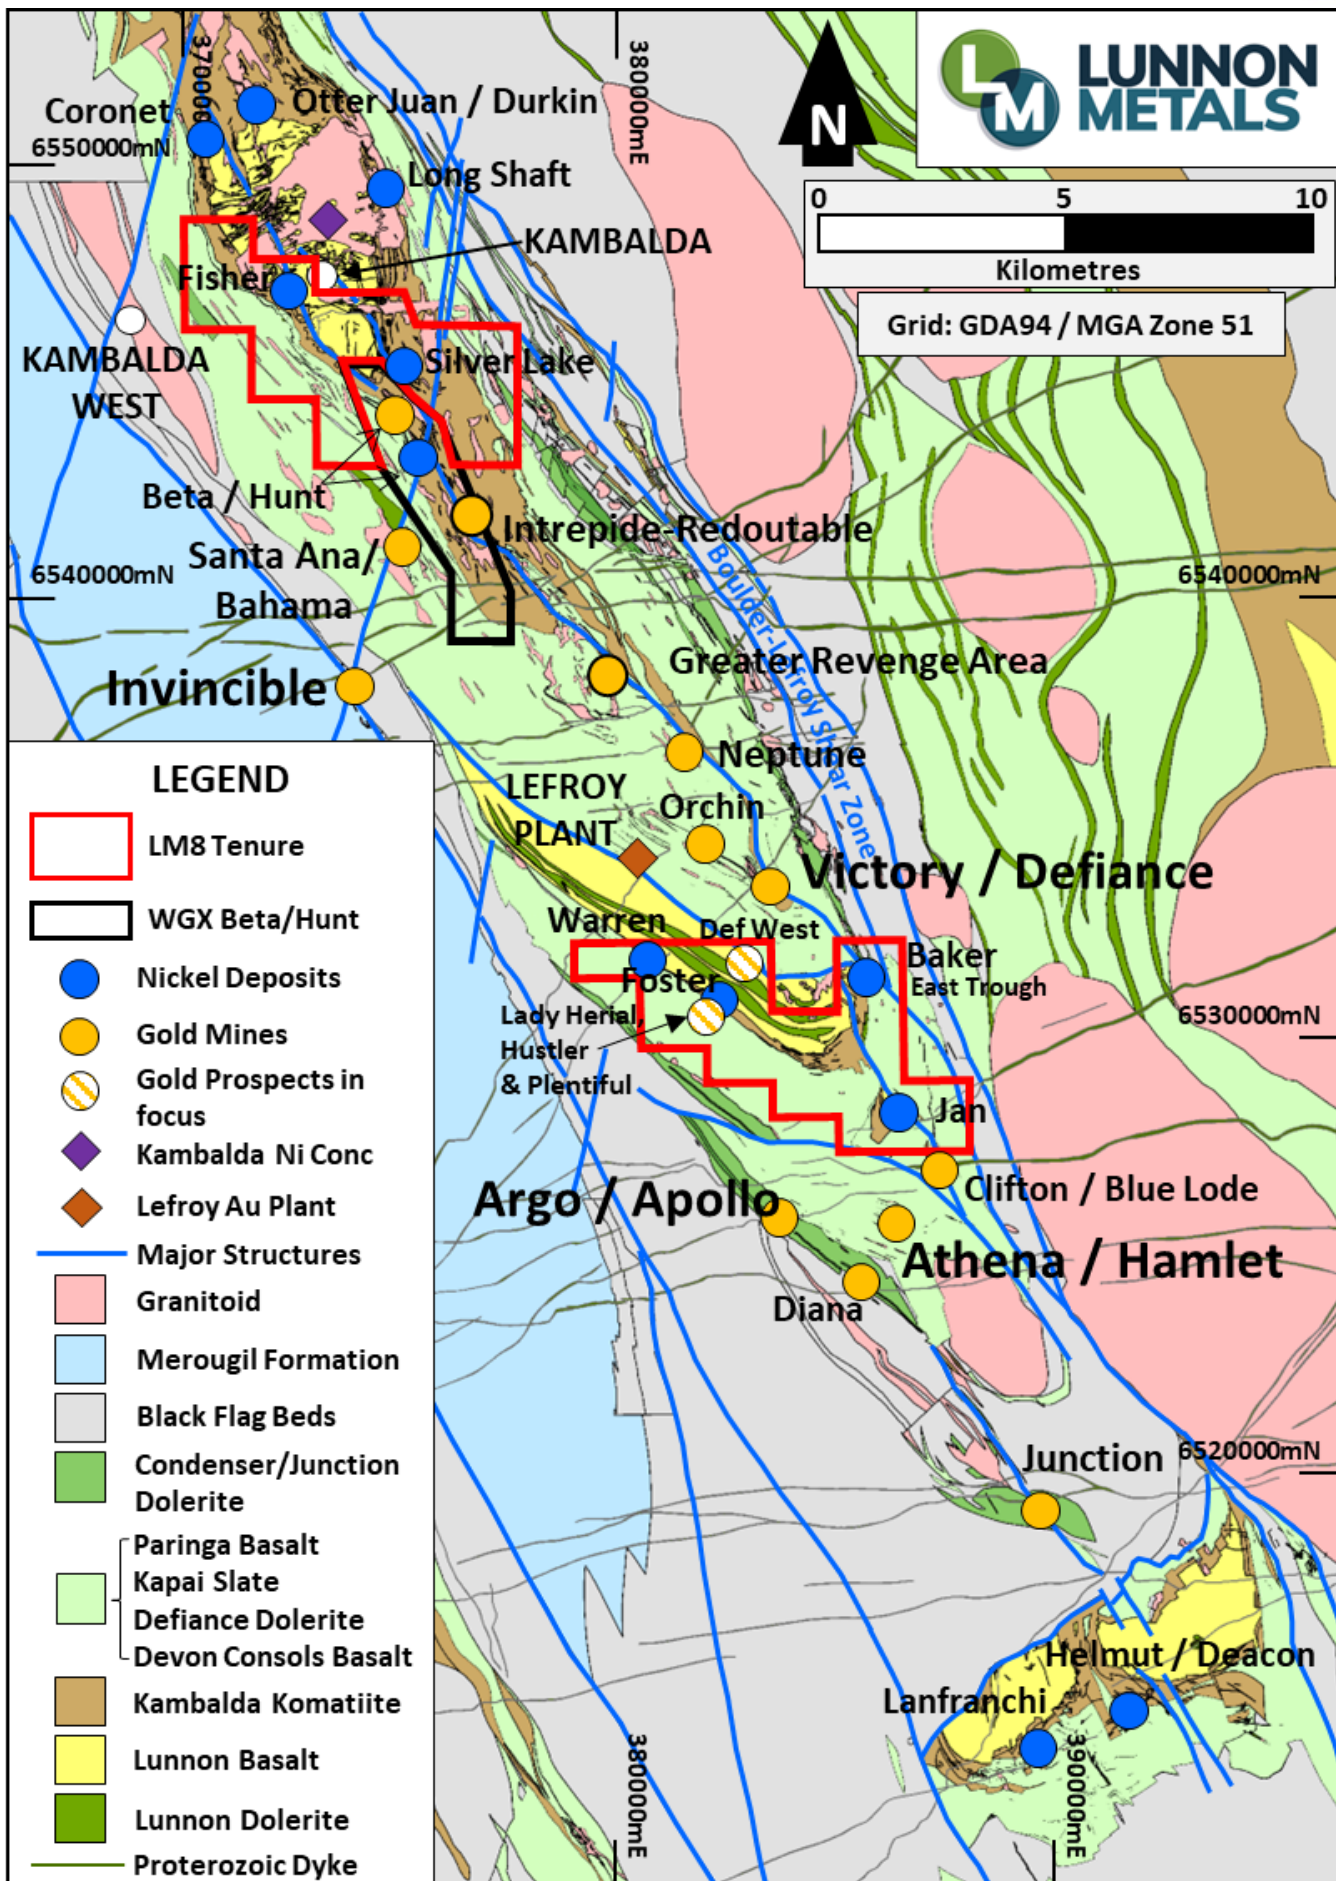 LM
LUNNON
METALS
N
370000
380000mE
Coronet
6550000mN
Otter Juan / Durkin
Long Shaft
0 5 10
Kilometres
Grid: GDA94 / MGA Zone 51
KAMBALDA
Fisher
KAMBALDA
WEST
Silver Lake
Beta / Hunt
Intrepide-Redoutable
Santa Ana/
Bahama
6540000mN
6540000mN
Boulder-Lefroy Shear Zone
Greater Revenge Area
Invincible
Neptune
LEFROY
PLANT
Orchin
Victory / Defiance
Warren
Def West
Foster
Baker
East Trough
Lady Herial,
Hustler
& Plentiful
6530000mN
Jan
Clifton / Blue Lode
Argo / Apollo
Athena / Hamlet
Diana
Junction
6520000mN
Helmut / Deacon
Lanfranchi
380000mE
390000mE
LEGEND
LM8 Tenure
WGX Beta/Hunt
Nickel Deposits
Gold Mines
Gold Prospects in
focus
Kambalda Ni Conc
Lefroy Au Plant
Major Structures
Granitoid
Merougil Formation
Black Flag Beds
Condenser/Junction
Dolerite
Paringa Basalt
Kapai Slate
Defiance Dolerite
Devon Consols Basalt
Kambalda Komatiite
Lunnon Basalt
Lunnon Dolerite
Proterozoic Dyke